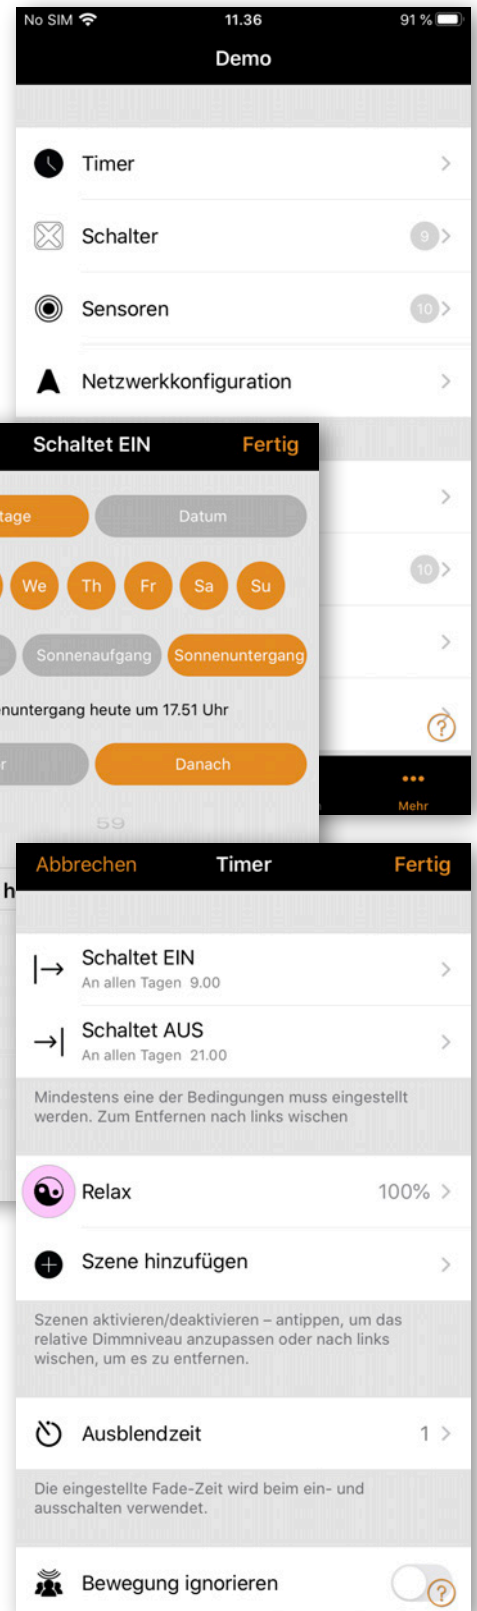 No SIM 11.36 91 %
Demo
Timer
Schalter 9
Sensoren 10
Netzwerkkonfiguration
10
Mehr
Schaltet EIN Fertig
tage Datum
We Th Fr Sa Su
Sonnenaufgang Sonnenuntergang
nuntergang heute um 17.51 Uhr
r Danach
59
h
Abbrechen Timer Fertig
Schaltet EIN
An allen Tagen 9.00
Schaltet AUS
An allen Tagen 21.00
Mindestens eine der Bedingungen muss eingestellt
werden. Zum Entfernen nach links wischen
Relax 100%
Szene hinzufügen
Szenen aktivieren/deaktivieren – antippen, um das
relative Dimmniveau anzupassen oder nach links
wischen, um es zu entfernen.
Ausblendzeit 1
Die eingestellte Fade-Zeit wird beim ein- und
ausschalten verwendet.
Bewegung ignorieren
?